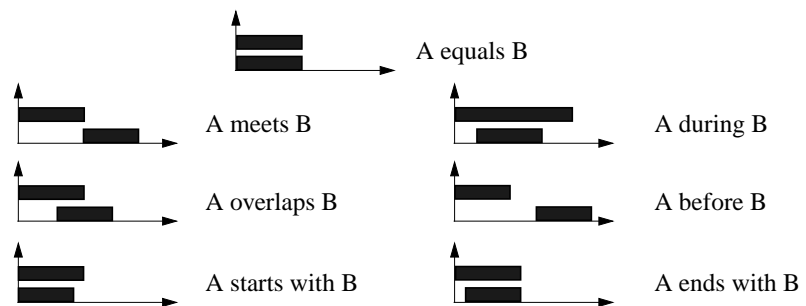 A equals B
A meets B
A during B
A overlaps B
A before B
A starts with B
A ends with B